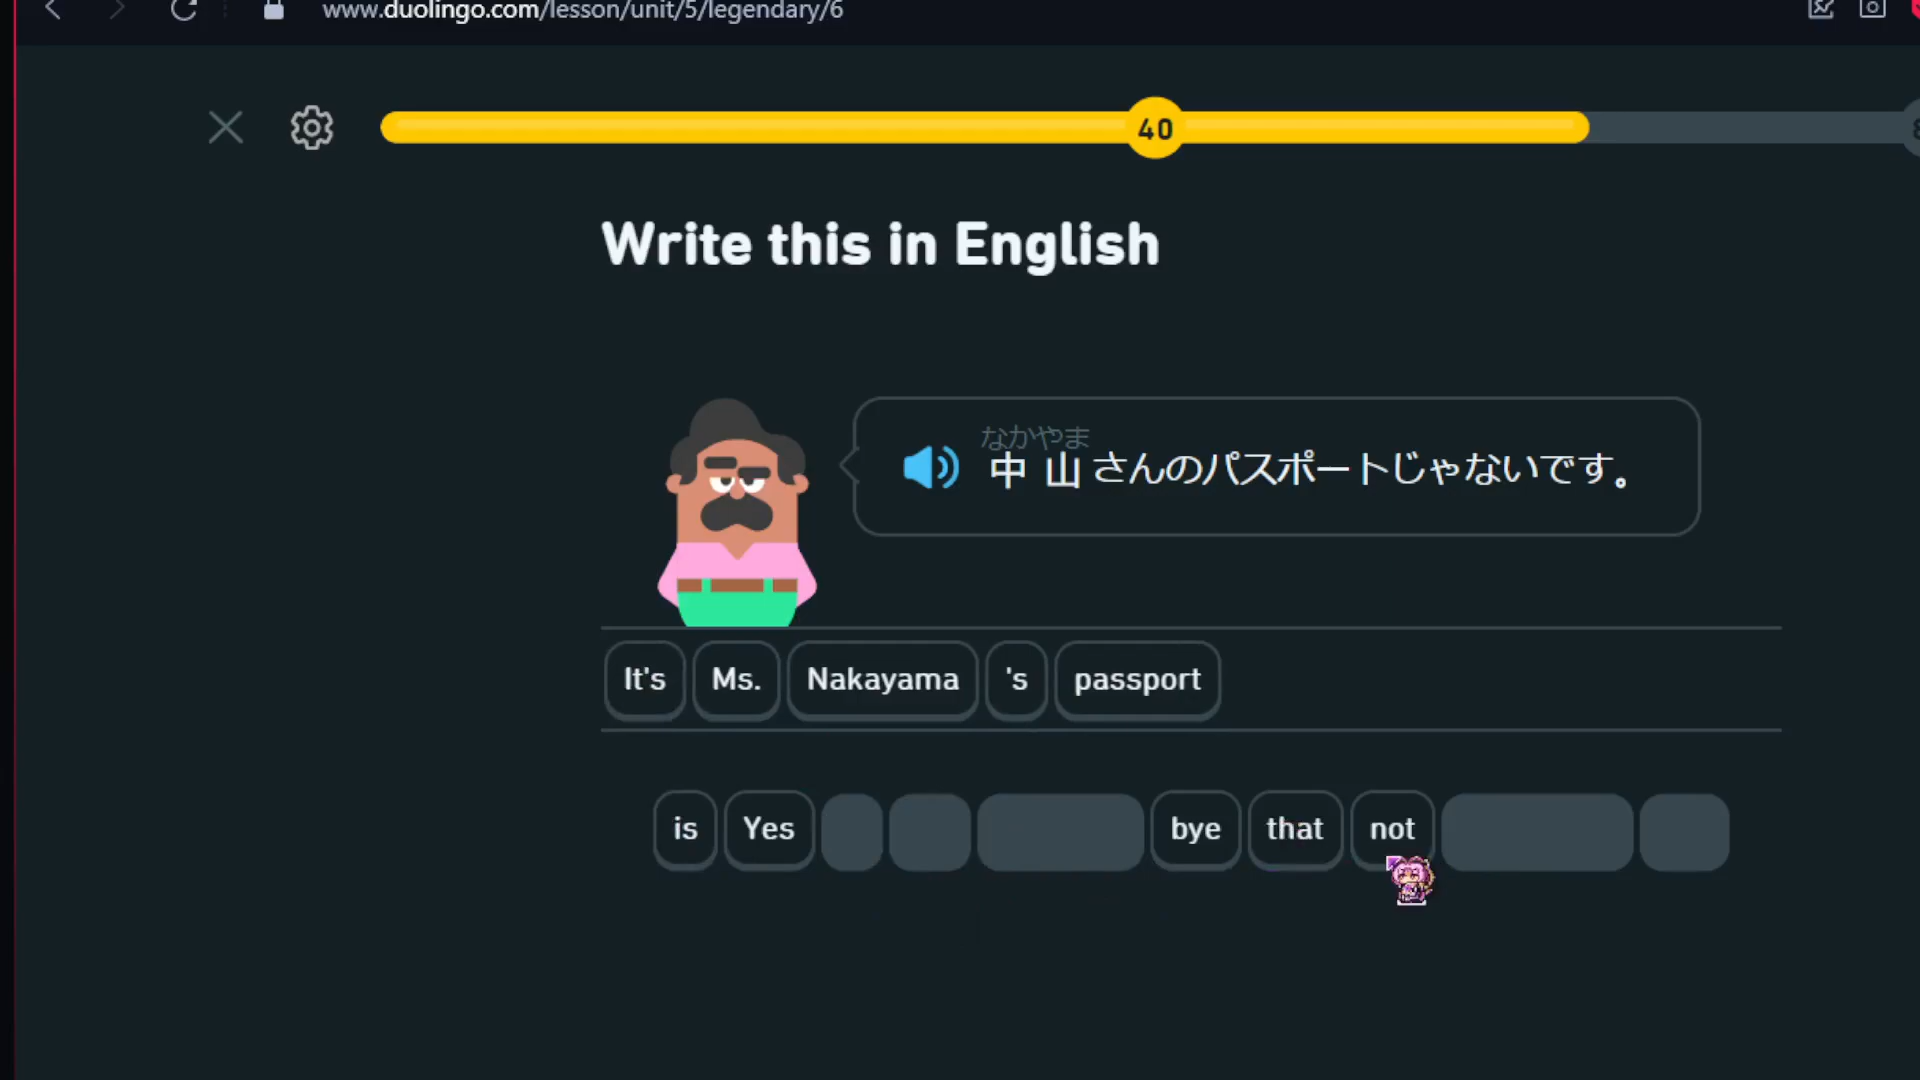 www.duolingo.com/lesson/unit/5/legendary/6
40
Write this in English
なかやま
中山さんのパスポートじゃないです。
It's Ms. Nakayama 's passport
is Yes bye that not